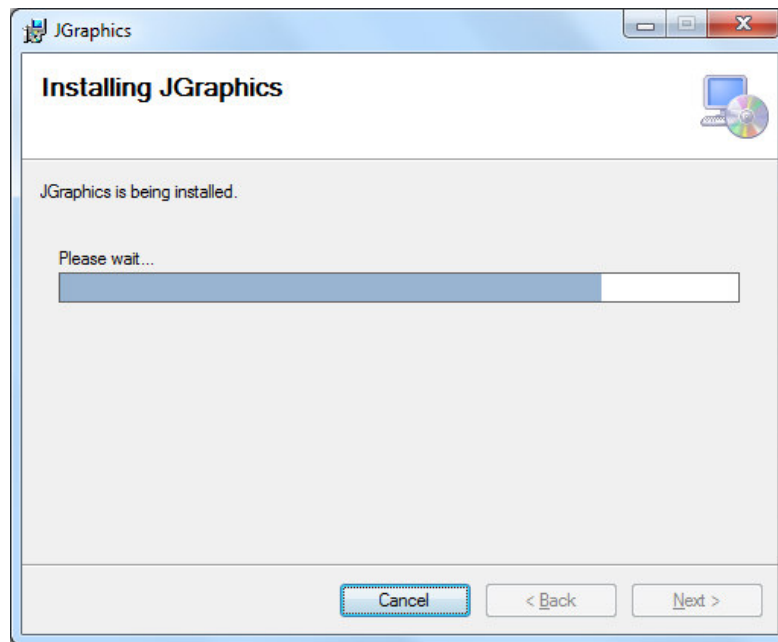 JGraphics
Installing JGraphics
JGraphics is being installed.
Please wait...
Cancel
< Back
Next >